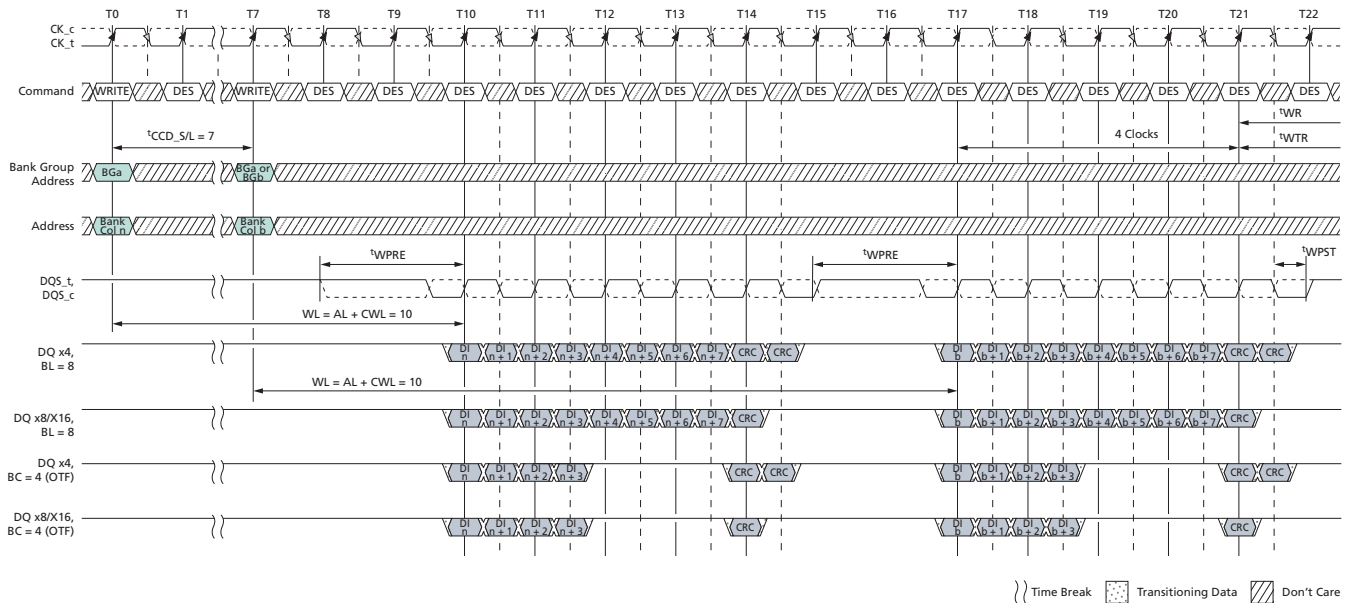 T0 T1 T7 T8 T9 T10 T11 T12 T13 T14 T15 T16 T17 T18 T19 T20 T21 T22
CK_c
CK_t
Command WRITE DES WRITE DES DES DES DES DES DES DES DES DES DES DES DES DES DES DES
tWR
tCCD_S/L = 7 4 Clocks
tWTR
Bank Group
Address BGa BGa or BGb
Address Bank Col n Bank Col b
tWPRE tWPRE tWPST
DQS_t,
DQS_c
WL = AL + CWL = 10
DQ x4,
BL = 8 DI n DI n + 1 DI n + 2 DI n + 3 DI n + 4 DI n + 5 DI n + 6 DI n + 7 CRC CRC DI b DI b + 1 DI b + 2 DI b + 3 DI b + 4 DI b + 5 DI b + 6 DI b + 7 CRC CRC
WL = AL + CWL = 10
DQ x8/X16,
BL = 8 DI n DI n + 1 DI n + 2 DI n + 3 DI n + 4 DI n + 5 DI n + 6 DI n + 7 CRC DI b DI b + 1 DI b + 2 DI b + 3 DI b + 4 DI b + 5 DI b + 6 DI b + 7 CRC
DQ x4,
BC = 4 (OTF) DI n DI n + 1 DI n + 2 DI n + 3 CRC CRC DI b DI b + 1 DI b + 2 DI b + 3 CRC CRC
DQ x8/X16,
BC = 4 (OTF) DI n DI n + 1 DI n + 2 DI n + 3 CRC DI b DI b + 1 DI b + 2 DI b + 3 CRC
Time Break Transitioning Data Don't Care